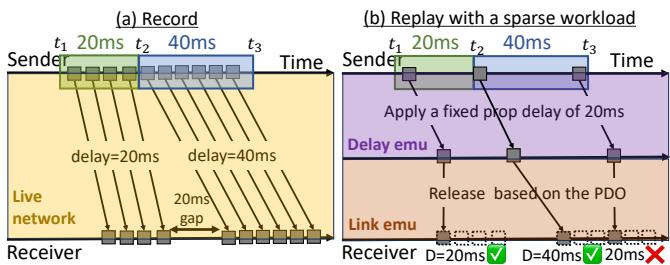 (a) Record
t1 20ms t2 40ms t3
Sender Time
delay=20ms delay=40ms
20ms
gap
Live
network
Receiver
(b) Replay with a sparse workload
t1 20ms t2 40ms t3
Sender Time
Apply a fixed prop delay of 20ms
Delay emu
Release based on the PDO
Link emu
Receiver D=20ms ✅ D=40ms ✅ 20ms ❌